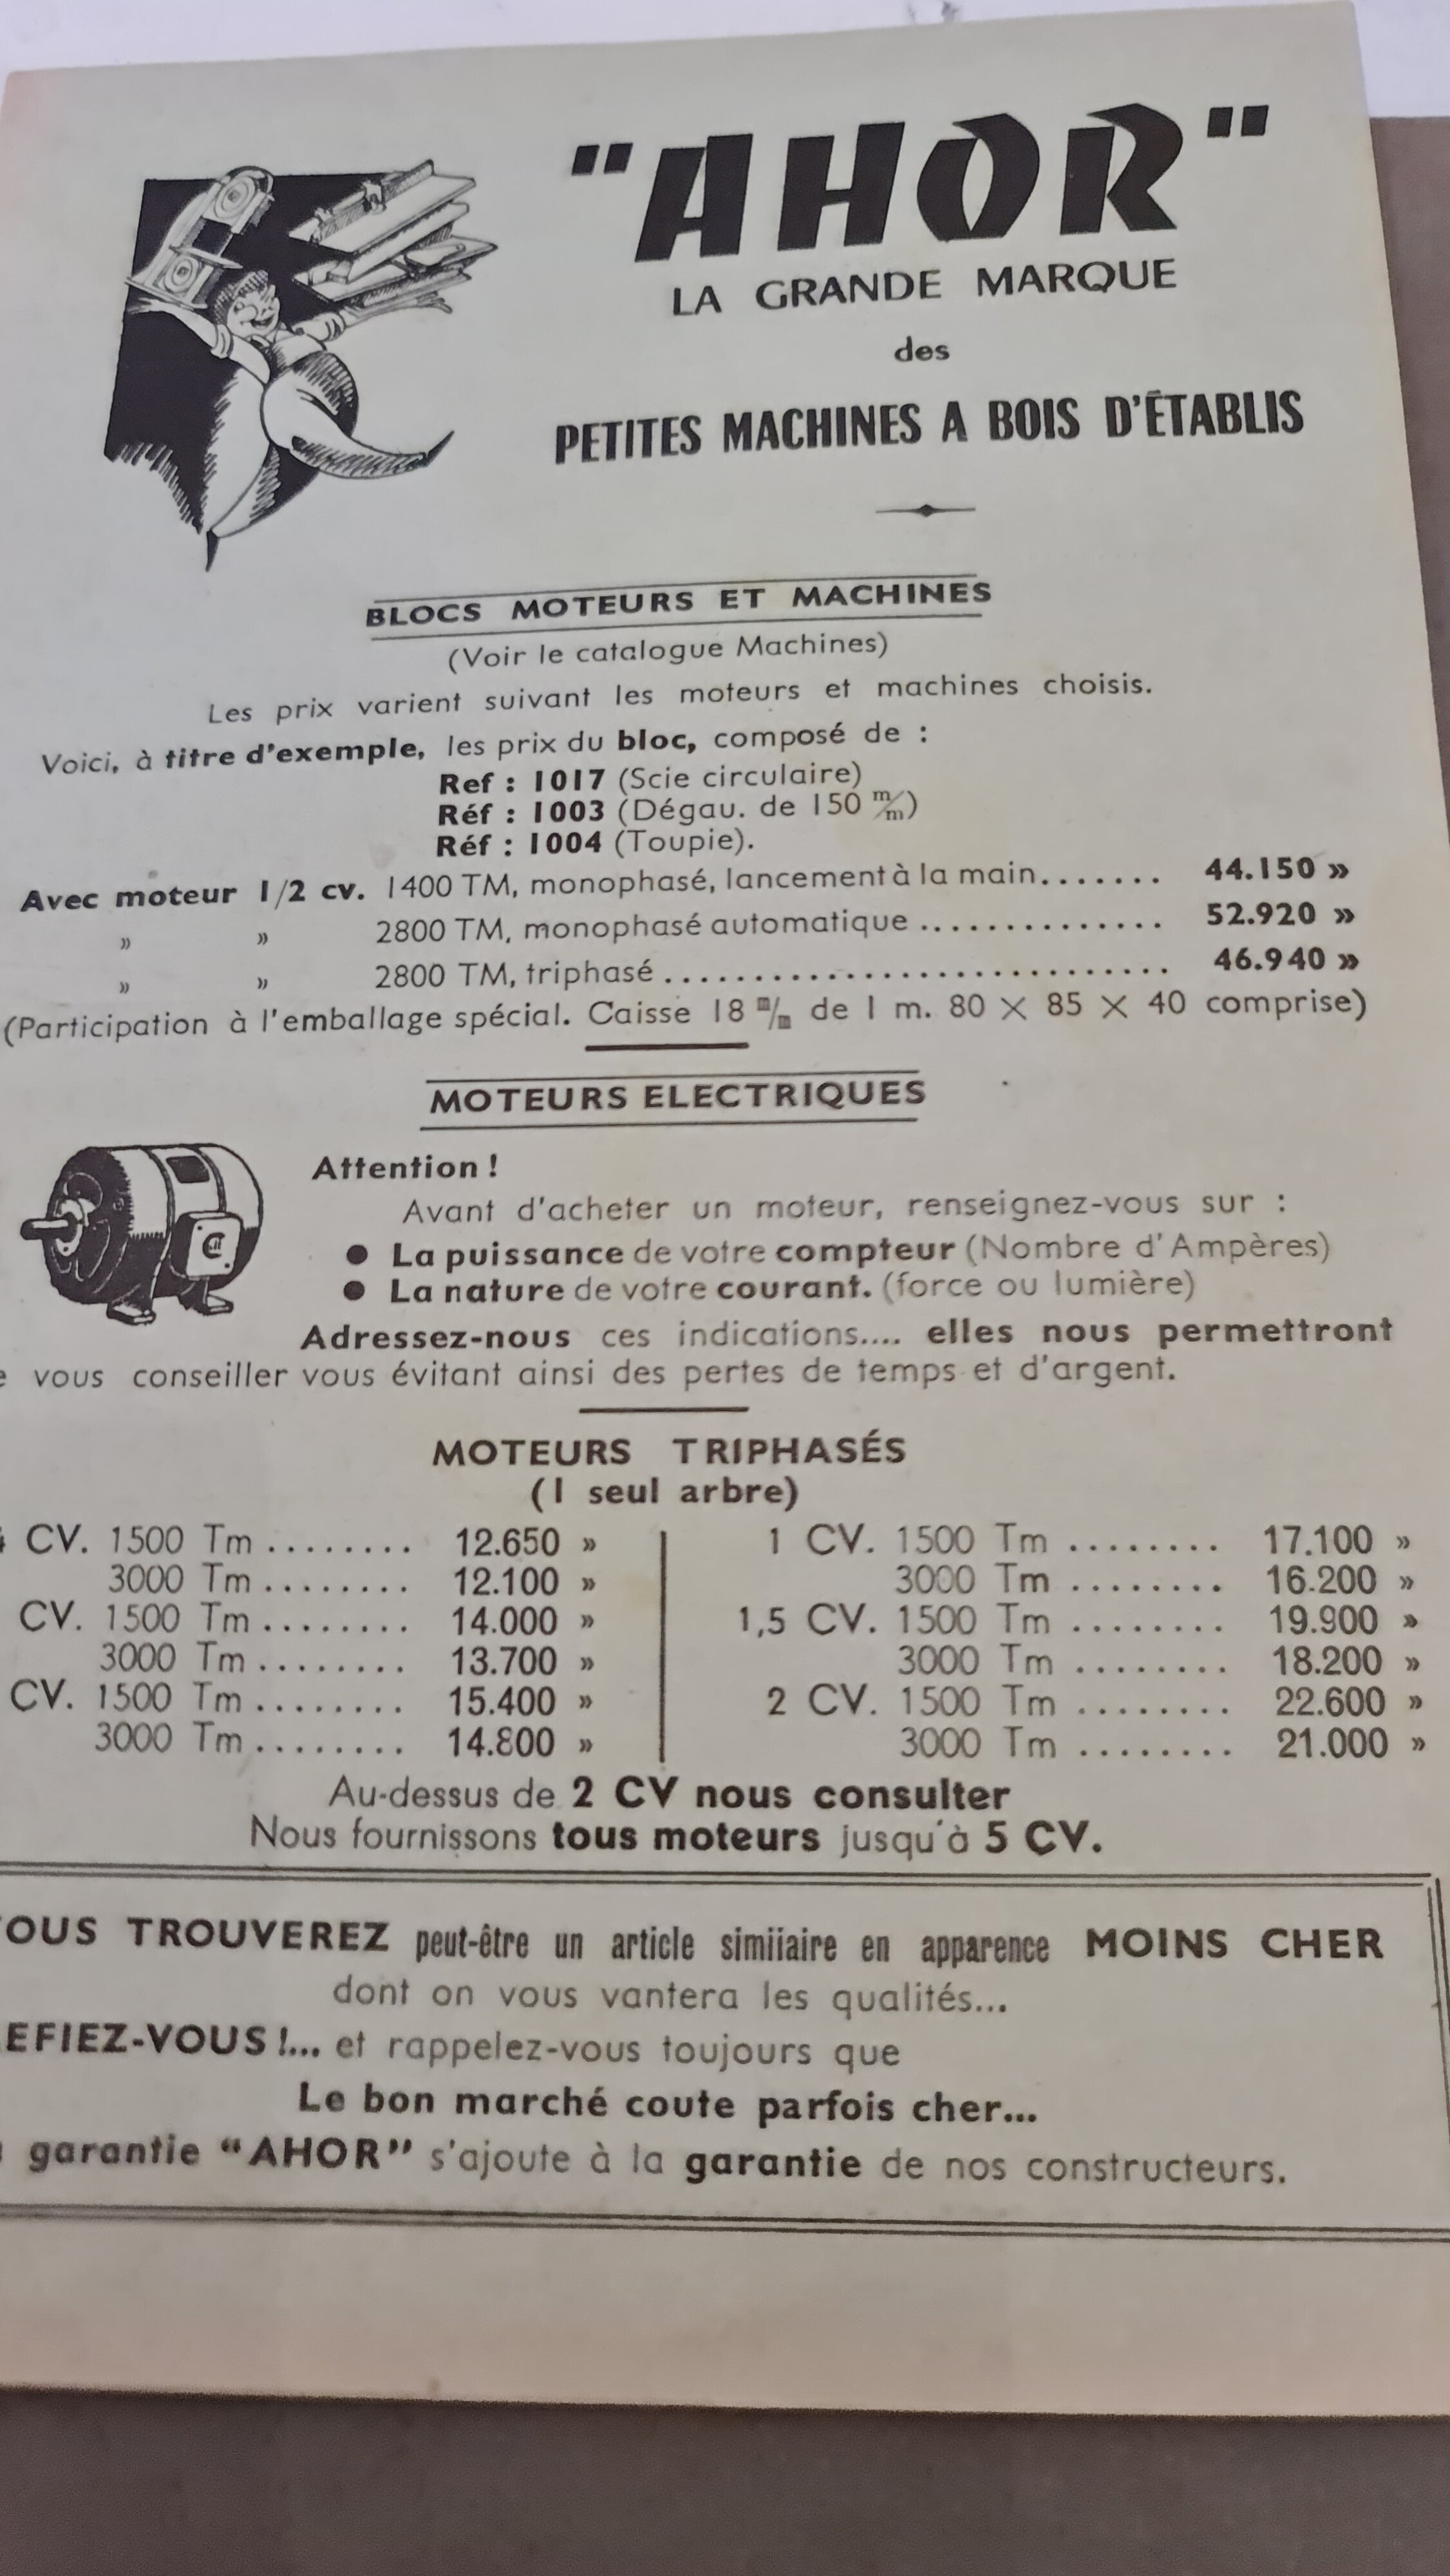 "AHOR"
LA GRANDE MARQUE
des
PETITES MACHINES A BOIS D'ÉTABLIS
BLOCS MOTEURS ET MACHINES
(Voir le catalogue Machines)
Les prix varient suivant les moteurs et machines choisis.
Voici, à titre d'exemple, les prix du bloc, composé de :
Ref : 1017 (Scie circulaire)
Réf : 1003 (Dégau. de 150 m/m)
Réf : 1004 (Toupie).
Avec moteur 1/2 cv. 1400 TM, monophasé, lancement à la main....... 44.150 »
» » 2800 TM, monophasé automatique .............. 52.920 »
» » 2800 TM, triphasé ............................. 46.940 »
(Participation à l'emballage spécial. Caisse 18 m/m de 1 m. 80 × 85 × 40 comprise)
MOTEURS ELECTRIQUES
Attention !
Avant d'acheter un moteur, renseignez-vous sur :
● La puissance de votre compteur (Nombre d'Ampères)
● La nature de votre courant. (force ou lumière)
Adressez-nous ces indications.... elles nous permettront
vous conseiller vous évitant ainsi des pertes de temps et d'argent.
MOTEURS TRIPHASÉS
(1 seul arbre)
CV. 1500 Tm ........ 12.650 » 1 CV. 1500 Tm ........ 17.100 »
3000 Tm ........ 12.100 » 3000 Tm ........ 16.200 »
CV. 1500 Tm ........ 14.000 » 1,5 CV. 1500 Tm ........ 19.900 »
3000 Tm ........ 13.700 » 3000 Tm ........ 18.200 »
CV. 1500 Tm ........ 15.400 » 2 CV. 1500 Tm ........ 22.600 »
3000 Tm ........ 14.800 » 3000 Tm ........ 21.000 »
Au-dessus de 2 CV nous consulter
Nous fournissons tous moteurs jusqu'à 5 CV.
OUS TROUVEREZ peut-être un article simiiaire en apparence MOINS CHER
dont on vous vantera les qualités...
EFIEZ-VOUS !... et rappelez-vous toujours que
Le bon marché coute parfois cher...
garantie "AHOR" s'ajoute à la garantie de nos constructeurs.